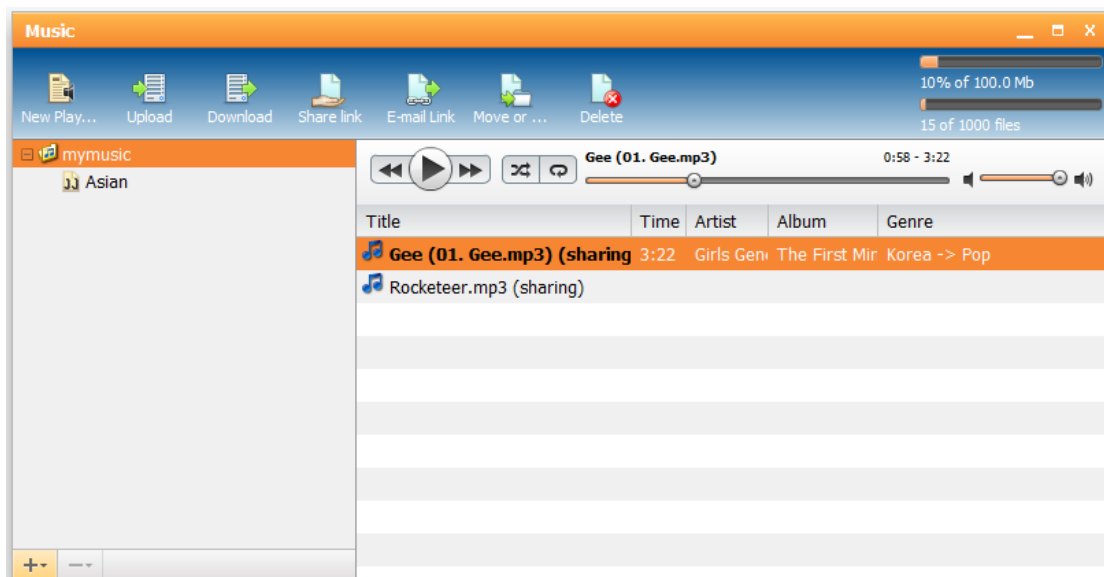 Music
10% of 100.0 Mb
15 of 1000 files
New Play... Upload Download Share link E-mail Link Move or ... Delete
mymusic
Asian
Gee (01. Gee.mp3) 0:58 - 3:22
Title Time Artist Album Genre
Gee (01. Gee.mp3) (sharing 3:22 Girls Gen The First Mir Korea -> Pop
Rocketeer.mp3 (sharing)